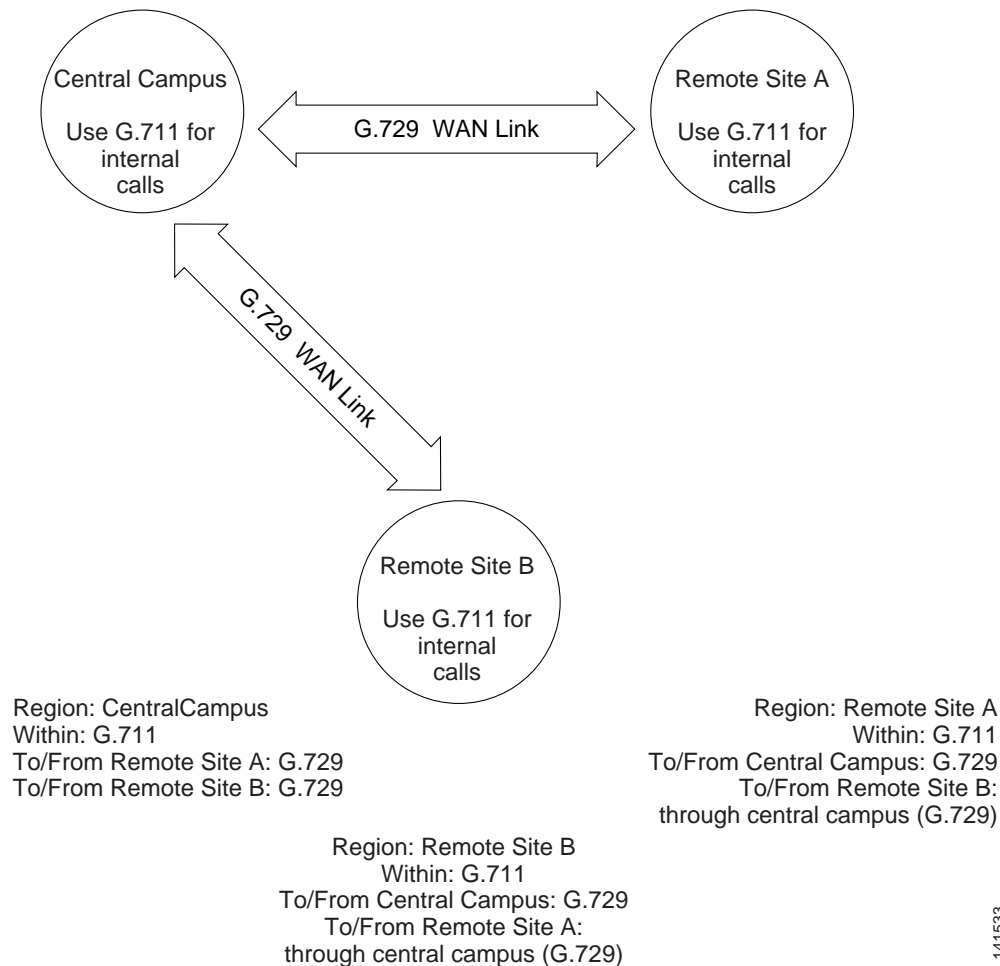 Central Campus
Use G.711 for
internal
calls
G.729  WAN Link
Remote Site A
Use G.711 for
internal
calls
G.729  WAN Link
Remote Site B
Use G.711 for
internal
calls
Region: CentralCampus
Within: G.711
To/From Remote Site A: G.729
To/From Remote Site B: G.729
Region: Remote Site A
Within: G.711
To/From Central Campus: G.729
To/From Remote Site B:
through central campus (G.729)
Region: Remote Site B
Within: G.711
To/From Central Campus: G.729
To/From Remote Site A:
through central campus (G.729)
141533